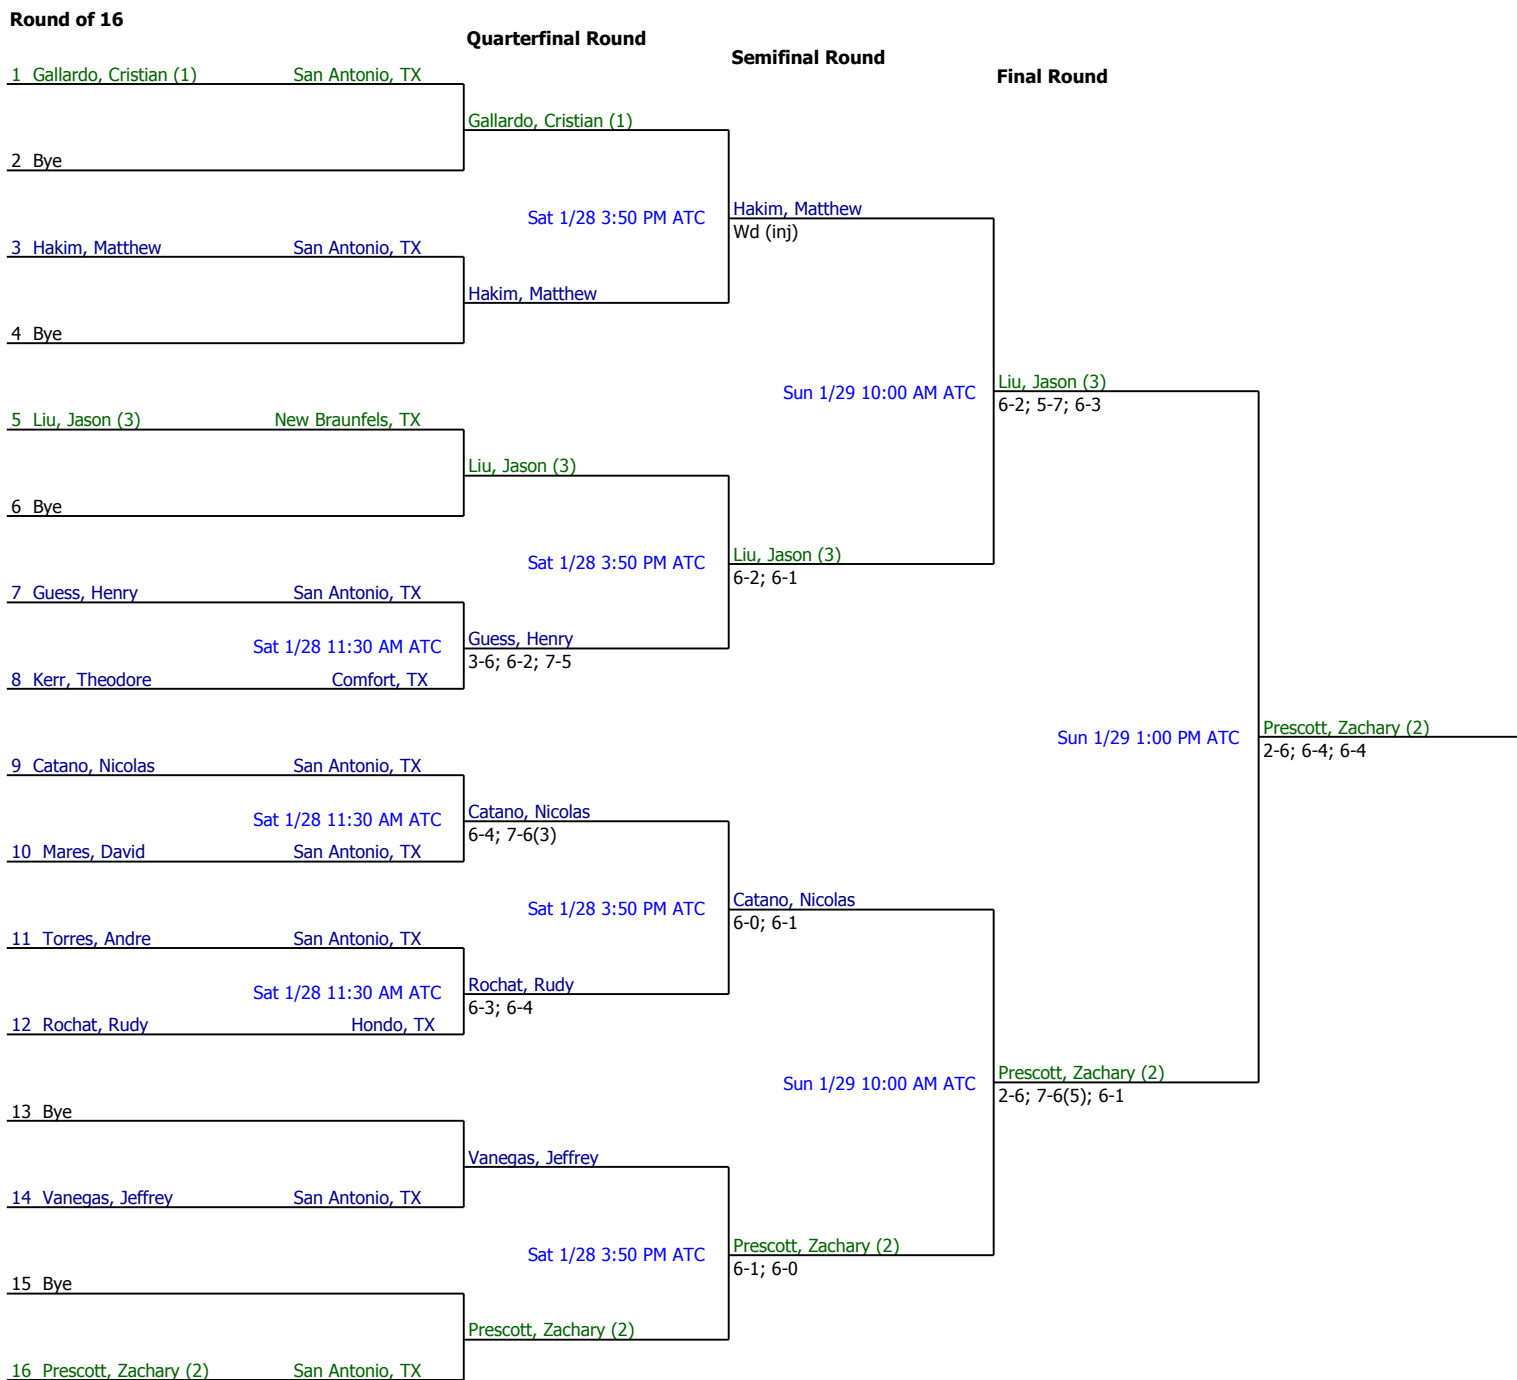 Round of 16
Quarterfinal Round
Semifinal Round
Final Round
1 Gallardo, Cristian (1) San Antonio, TX
Gallardo, Cristian (1)
2 Bye
Sat 1/28 3:50 PM ATC
Hakim, Matthew
Wd (inj)
3 Hakim, Matthew San Antonio, TX
Hakim, Matthew
4 Bye
Sun 1/29 10:00 AM ATC
Liu, Jason (3)
6-2; 5-7; 6-3
5 Liu, Jason (3) New Braunfels, TX
Liu, Jason (3)
6 Bye
Sat 1/28 3:50 PM ATC
Liu, Jason (3)
6-2; 6-1
7 Guess, Henry San Antonio, TX
Sat 1/28 11:30 AM ATC
Guess, Henry
3-6; 6-2; 7-5
8 Kerr, Theodore Comfort, TX
Sun 1/29 1:00 PM ATC
Prescott, Zachary (2)
2-6; 6-4; 6-4
9 Catano, Nicolas San Antonio, TX
Sat 1/28 11:30 AM ATC
Catano, Nicolas
6-4; 7-6(3)
10 Mares, David San Antonio, TX
Sat 1/28 3:50 PM ATC
Catano, Nicolas
6-0; 6-1
11 Torres, Andre San Antonio, TX
Sat 1/28 11:30 AM ATC
Rochat, Rudy
6-3; 6-4
12 Rochat, Rudy Hondo, TX
Sun 1/29 10:00 AM ATC
Prescott, Zachary (2)
2-6; 7-6(5); 6-1
13 Bye
Vanegas, Jeffrey
14 Vanegas, Jeffrey San Antonio, TX
Sat 1/28 3:50 PM ATC
Prescott, Zachary (2)
6-1; 6-0
15 Bye
Prescott, Zachary (2)
16 Prescott, Zachary (2) San Antonio, TX